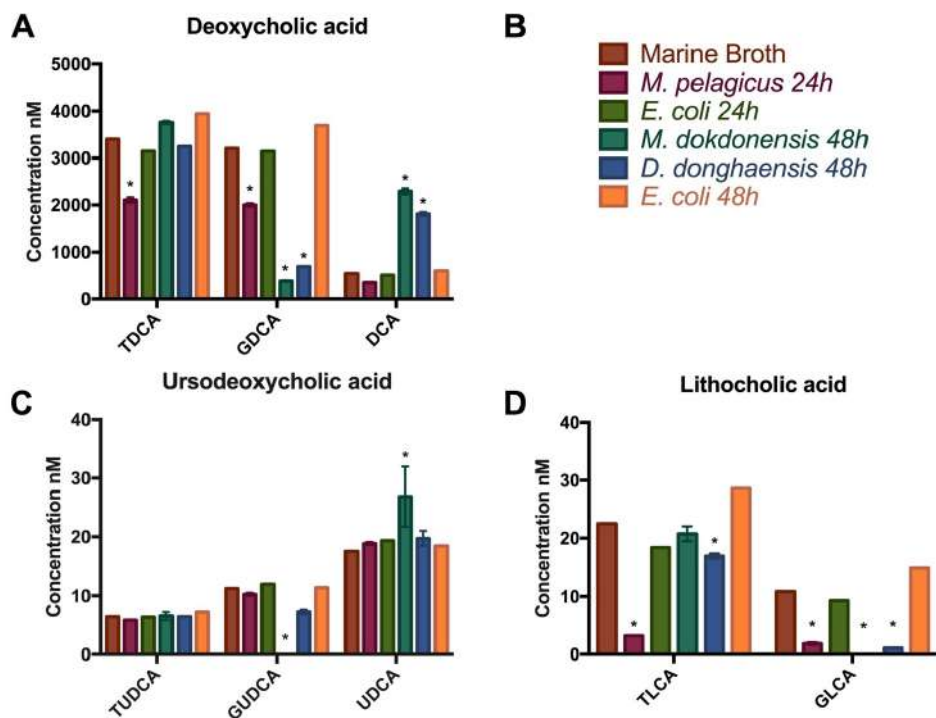 A
Deoxycholic acid
Concentration nM
5000
4000
3000
2000
1000
0
* * * * * *
TDCA
GDCA
DCA
B
Marine Broth
M. pelagicus 24h
E. coli 24h
M. dokdonensis 48h
D. donghaensis 48h
E. coli 48h
C
Ursodeoxycholic acid
Concentration nM
40
30
20
10
0
* *
TUDCA
GUDCA
UDCA
D
Lithocholic acid
Concentration nM
40
30
20
10
0
* * * * *
TLCA
GLCA